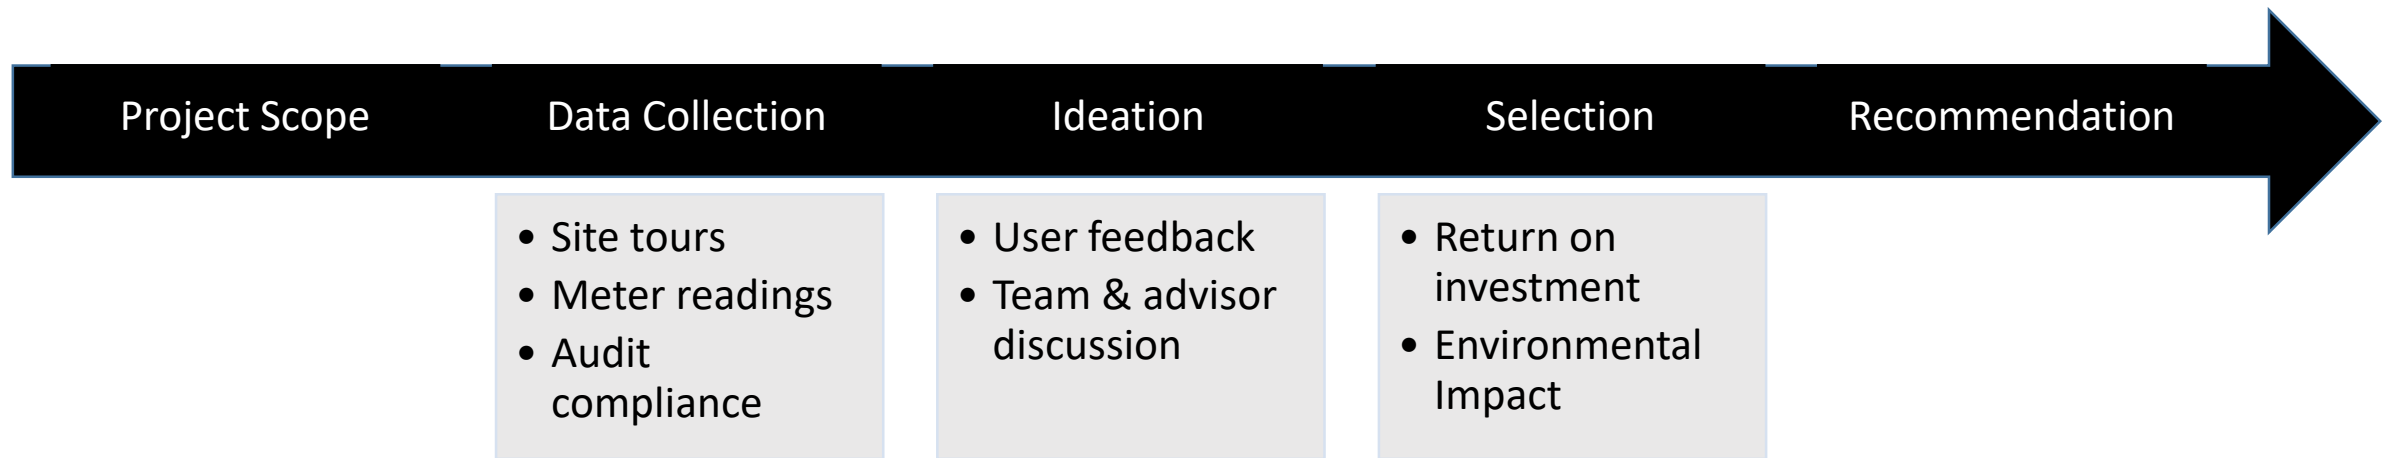 Project Scope
Data Collection
Ideation
Selection
Recommendation
• Site tours
• Meter readings
• Audit
compliance
• User feedback
• Team & advisor
discussion
• Return on
investment
• Environmental
Impact